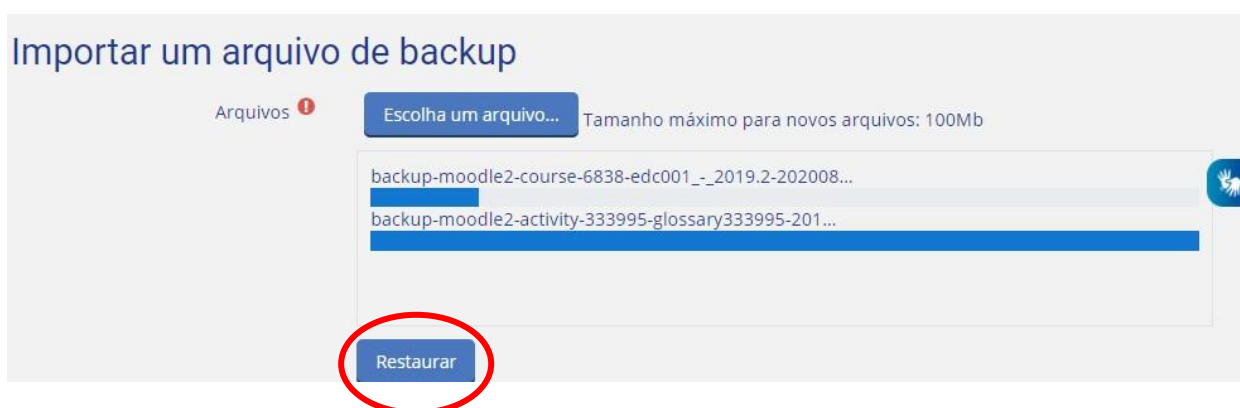 Importar um arquivo de backup
Arquivos
Escolha um arquivo... Tamanho máximo para novos arquivos: 100Mb
backup-moodle2-course-6838-edc001_-_2019.2-202008...
backup-moodle2-activity-333995-glossary333995-201...
Restaurar